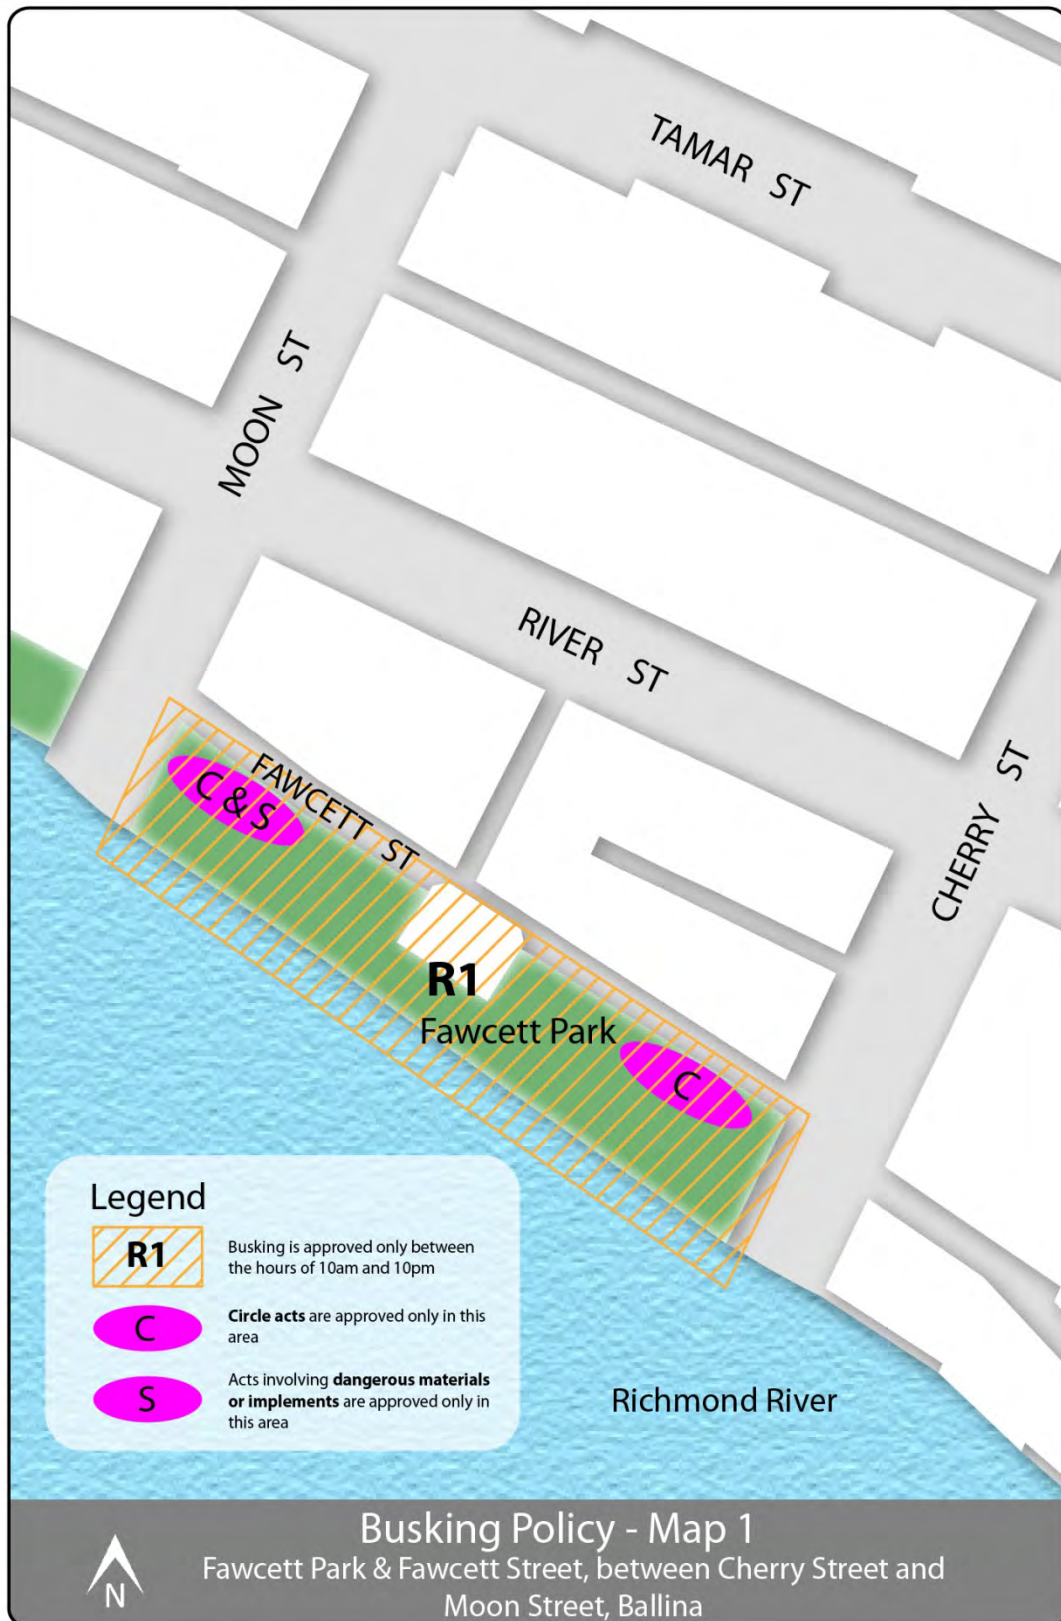 TAMAR ST
MOON ST
RIVER ST
CHERRY ST
FAWCETT ST
C & S
R1
Fawcett Park
C
Legend
R1
Busking is approved only between
the hours of 10am and 10pm
C
Circle acts are approved only in this
area
S
Acts involving dangerous materials
or implements are approved only in
this area
Richmond River
N
Busking Policy - Map 1
Fawcett Park & Fawcett Street, between Cherry Street and
Moon Street, Ballina